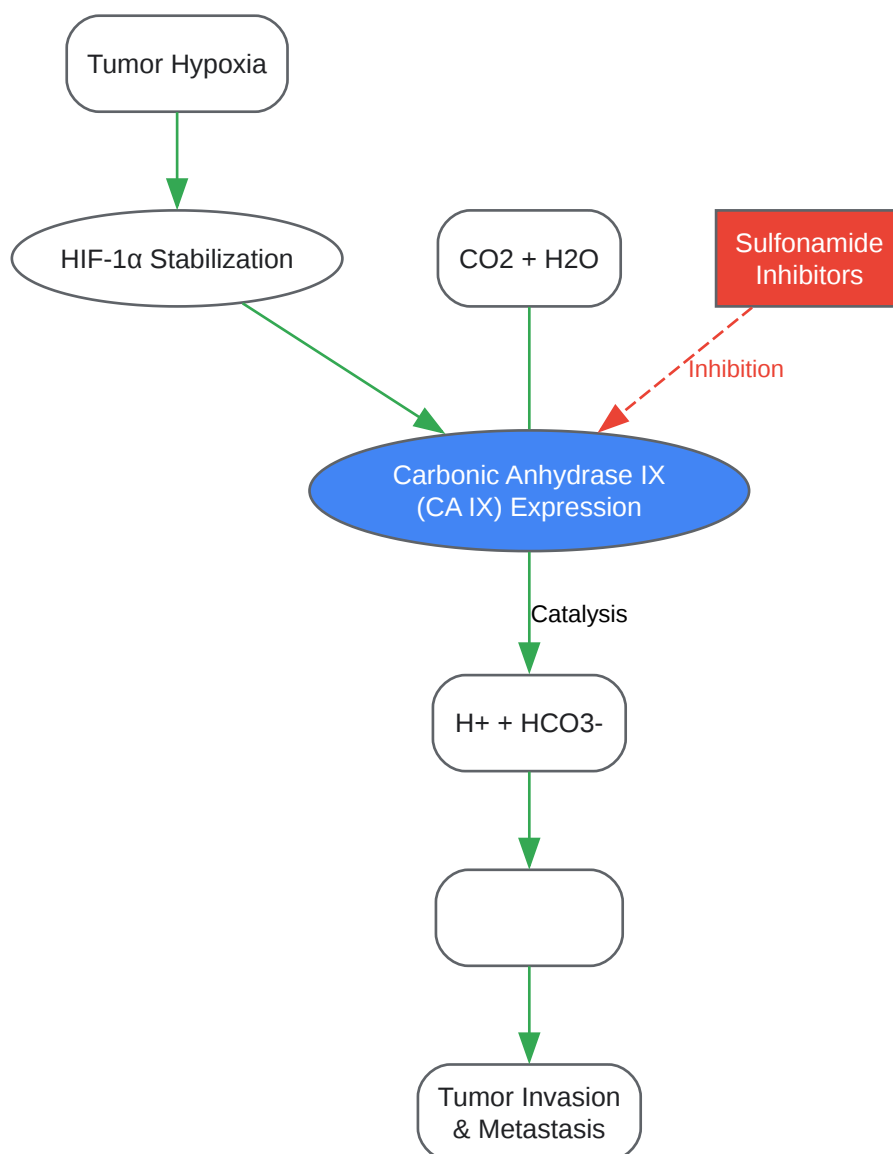 Tumor Hypoxia
HIF-1α Stabilization
CO2 + H2O
Sulfonamide
Inhibitors
Inhibition
Carbonic Anhydrase IX
(CA IX) Expression
Catalysis
H+ + HCO3-
Tumor Invasion
& Metastasis